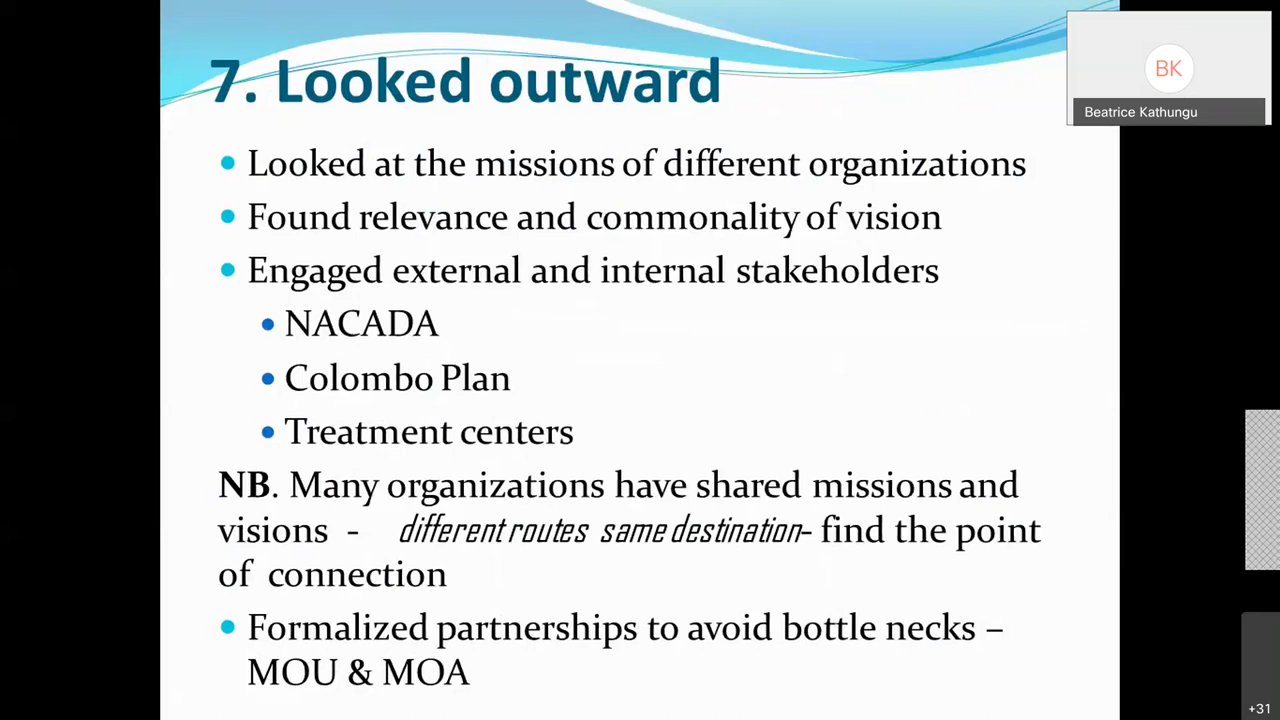 7. Looked outward
BK
Beatrice Kathungu
• Looked at the missions of different organizations
• Found relevance and commonality of vision
• Engaged external and internal stakeholders
• NACADA
• Colombo Plan
• Treatment centers
NB. Many organizations have shared missions and
visions - different routes same destination- find the point
of connection
• Formalized partnerships to avoid bottle necks –
MOU & MOA
+31